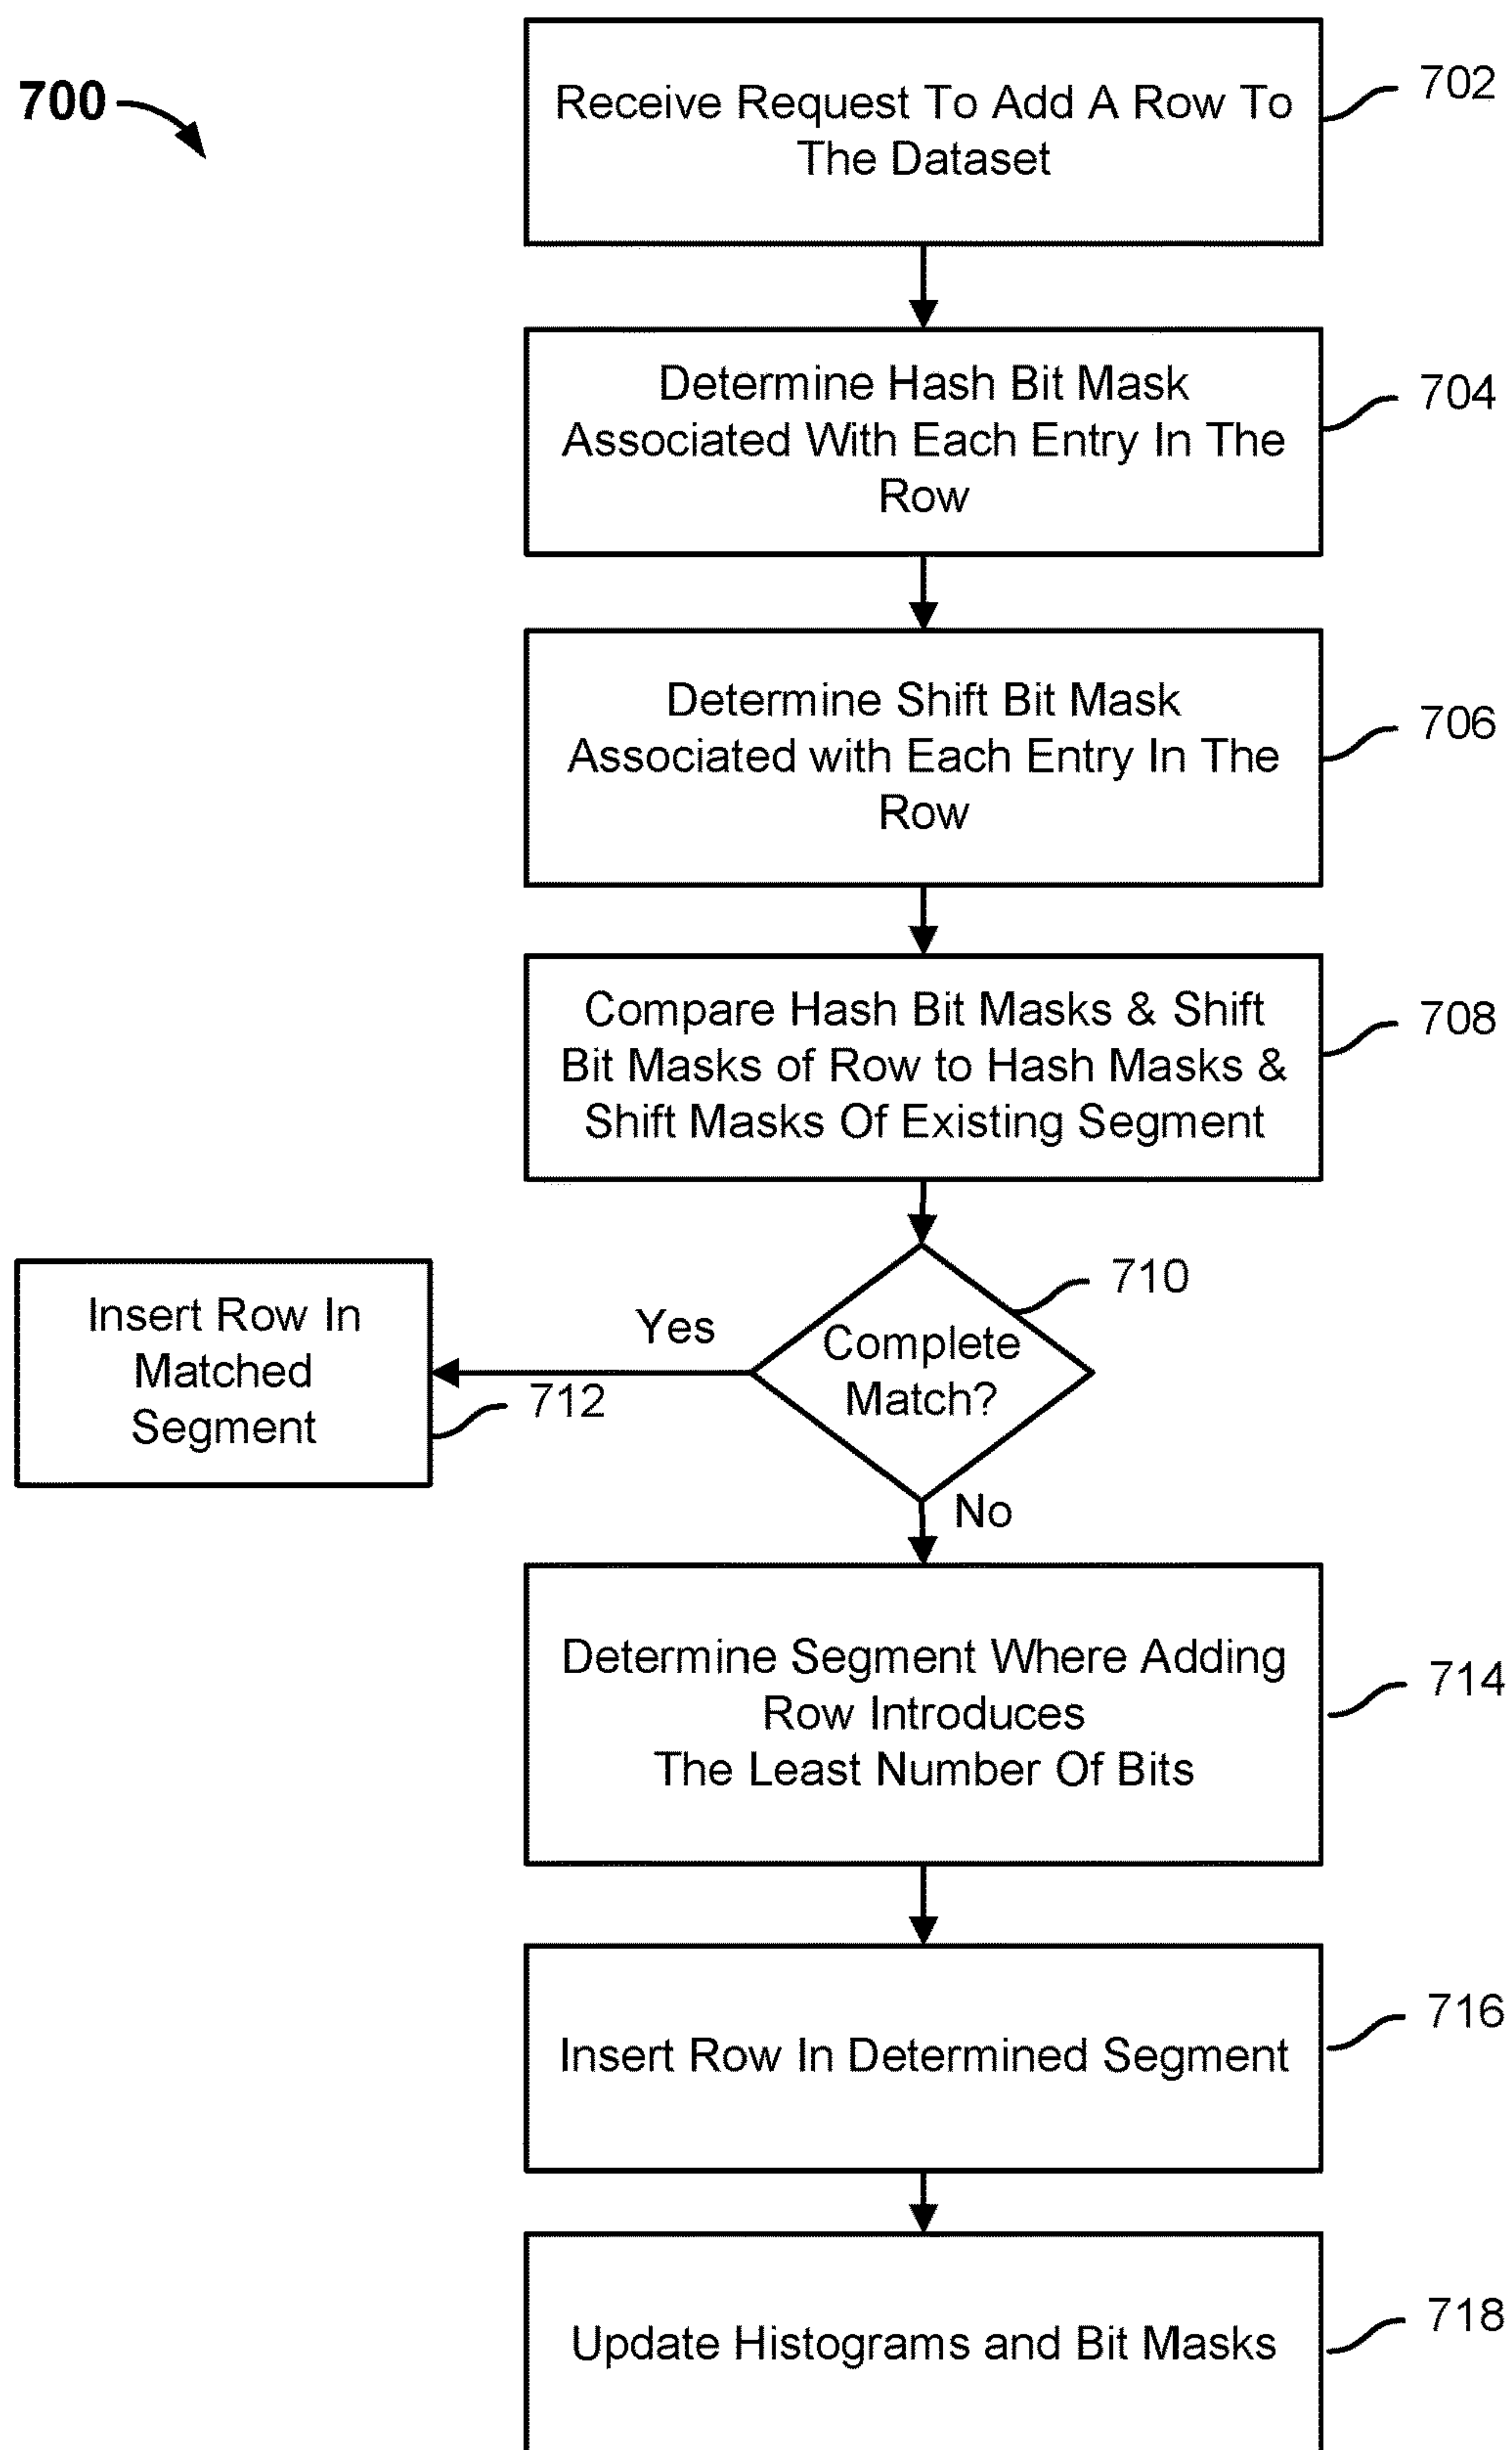 700
Receive Request To Add A Row To
The Dataset
702
Determine Hash Bit Mask
Associated With Each Entry In The
Row
704
Determine Shift Bit Mask
Associated with Each Entry In The
Row
706
Compare Hash Bit Masks & Shift
Bit Masks of Row to Hash Masks &
Shift Masks Of Existing Segment
708
Complete
Match?
710
Yes
Insert Row In
Matched
Segment
712
No
Determine Segment Where Adding
Row Introduces
The Least Number Of Bits
714
Insert Row In Determined Segment
716
Update Histograms and Bit Masks
718